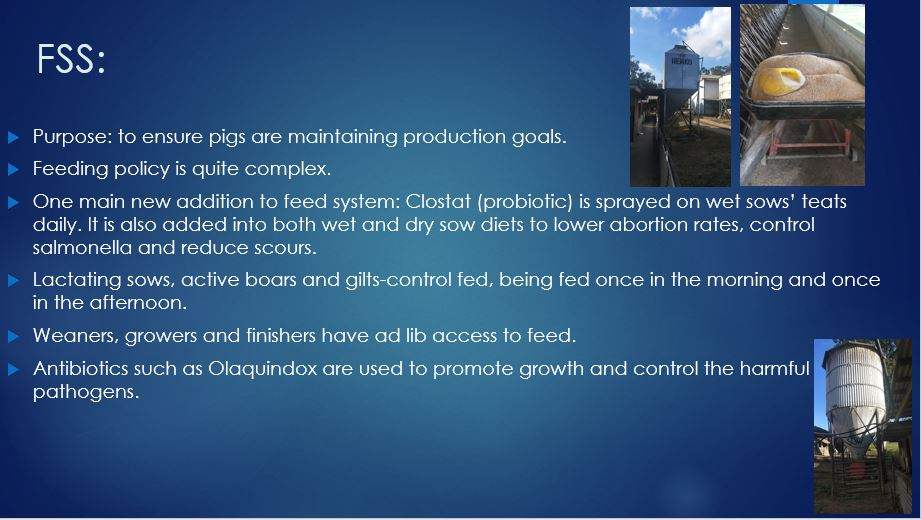 FSS:
Purpose: to ensure pigs are maintaining production goals.
Feeding policy is quite complex.
One main new addition to feed system: Clostat (probiotic) is sprayed on wet sows' teats
daily. It is also added into both wet and dry sow diets to lower abortion rates, control
salmonella and reduce scours.
Lactating sows, active boars and gilts-control fed, being fed once in the morning and once
in the afternoon.
Weaners, growers and finishers have ad lib access to feed.
Antibiotics such as Olaquindox are used to promote growth and control the harmful
pathogens.